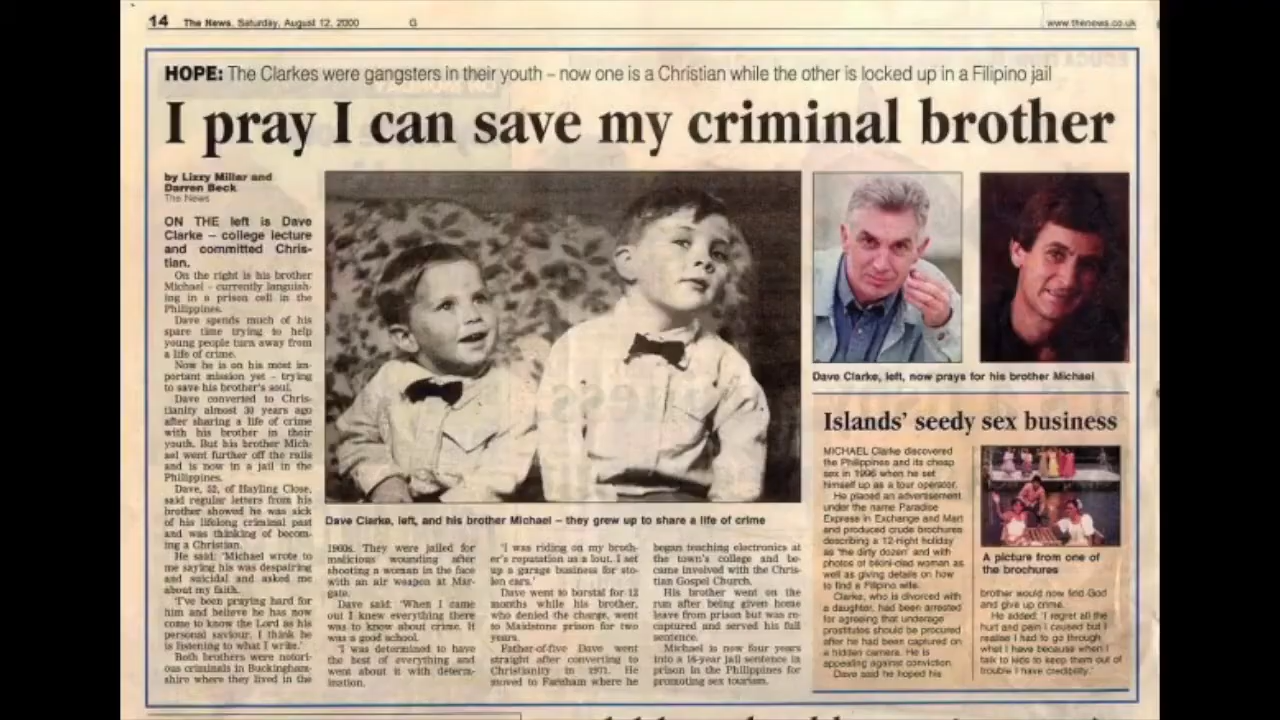 14 The News, Saturday, August 12, 2000 G www.thenews.co.uk
HOPE: The Clarkes were gangsters in their youth – now one is a Christian while the other is locked up in a Filipino jail
I pray I can save my criminal brother
by Lizzy Millar and
Darren Beck
The News
ON THE left is Dave
Clarke – college lecture
and committed Chris-
tian.
On the right is his brother
Michael - currently languish-
ing in a prison cell in the
Philippines.
Dave spends much of his
spare time trying to help
young people turn away from
a life of crime.
Now he is on his most im-
portant mission yet – trying
to save his brother's soul.
Dave converted to Chris-
tianity almost 30 years ago
after sharing a life of crime
with his brother in their
youth. But his brother Mich-
ael went further off the rails
and is now in a jail in the
Philippines.
Dave, 52, of Hayling Close,
said regular letters from his
brother showed he was sick
of his lifelong criminal past
and was thinking of becom-
ing a Christian.
He said: 'Michael wrote to
me saying his was despairing
and suicidal and asked me
about my faith.
'I've been praying hard for
him and believe he has now
come to know the Lord as his
personal saviour. I think he
is listening to what I write.'
Both brothers were notori-
ous criminals in Buckingham-
shire where they lived in the
Dave Clarke, left, and his brother Michael – they grew up to share a life of crime
1960s. They were jailed for
malicious wounding after
shooting a woman in the face
with an air weapon at Mar-
gate.
Dave said: 'When I came
out I knew everything there
was to know about crime. It
was a good school.
'I was determined to have
the best of everything and
went about it with determ-
ination.
'I was riding on my broth-
er's reputation as a lout. I set
up a garage business for sto-
len cars.'
Dave went to borstal for 12
months while his brother,
who denied the charge, went
to Maidstone prison for two
years.
Father-of-five Dave went
straight after converting to
Christianity in 1971. He
moved to Fareham where he
began teaching electronics at
the town's college and be-
came involved with the Chris-
tian Gospel Church.
His brother went on the
run after being given home
leave from prison but was re-
captured and served his full
sentence.
Michael is now four years
into a 16-year jail sentence in
prison in the Philippines for
promoting sex tourism.
Dave Clarke, left, now prays for his brother Michael
Islands' seedy sex business
MICHAEL Clarke discovered
the Philippines and its cheap
sex in 1996 when he set
himself up as a tour operator.
He placed an advertisement
under the name Paradise
Express in Exchange and Mart
and produced crude brochures
describing a 12-night holiday
as 'the dirty dozen' and with
photos of bikini-cled woman as
well as giving details on how
to find a Filipino wife.
Clarke, who is divorced with
a daughter, had been arrested
for agreeing that underage
prostitutes should be procured
after he had been captured on
a hidden camera. He is
appealing against conviction.
Dave said he hoped his
A picture from one of
the brochures
brother would now find God
and give up crime.
He added: 'I regret all the
hurt and pain I caused but I
realise I had to go through
what I have because when I
talk to kids to keep them out of
trouble I have credibility.'